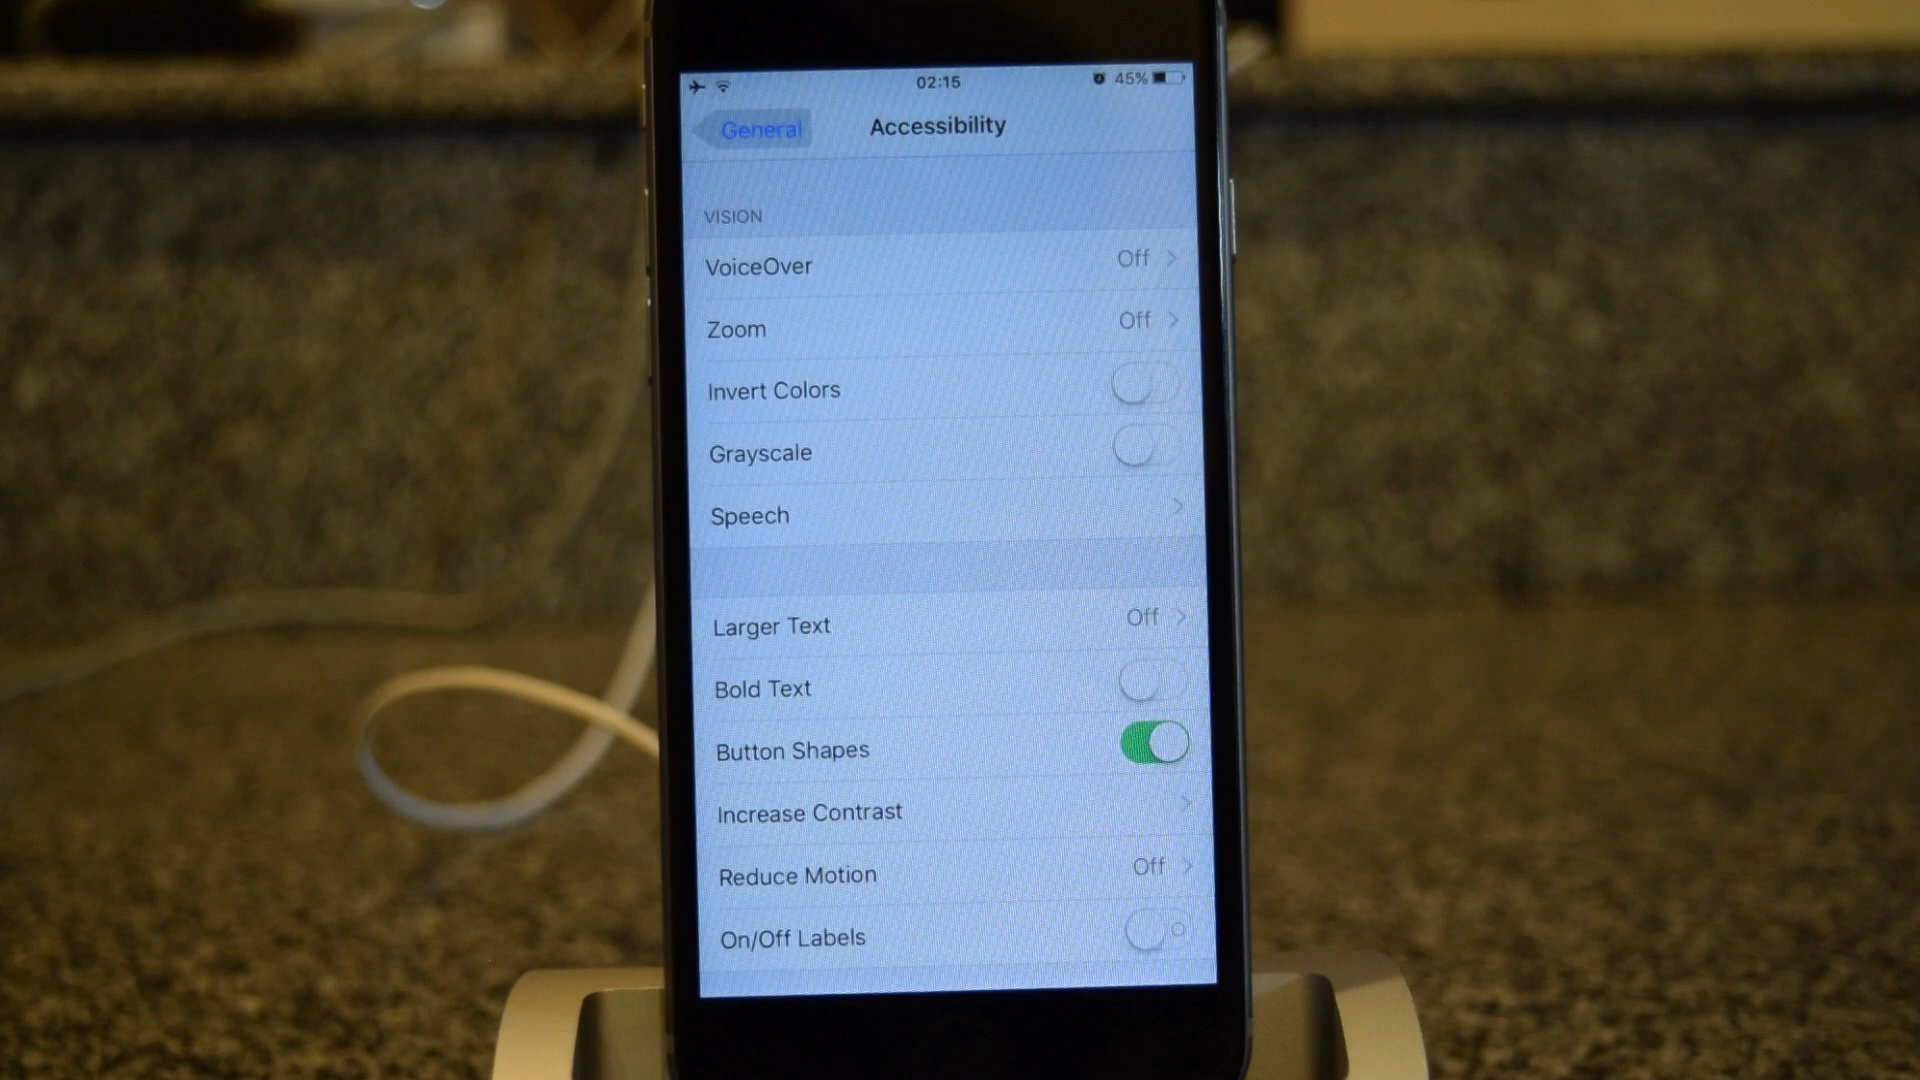 02:15
45%
General
Accessibility
VISION
VoiceOver Off
Zoom Off
Invert Colors
Grayscale
Speech
Larger Text Off
Bold Text
Button Shapes
Increase Contrast
Reduce Motion Off
On/Off Labels